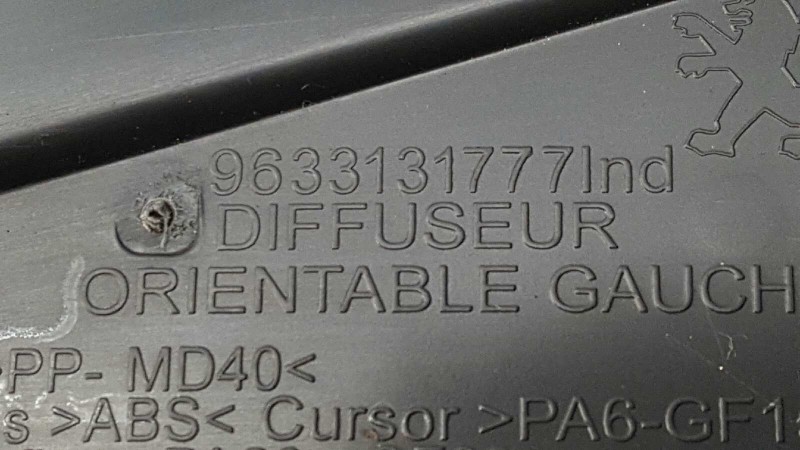 9633131777Ind
DIFFUSEUR
ORIENTABLE GAUCH
>PP- MD40<
s >ABS< Cursor >PA6-GF1